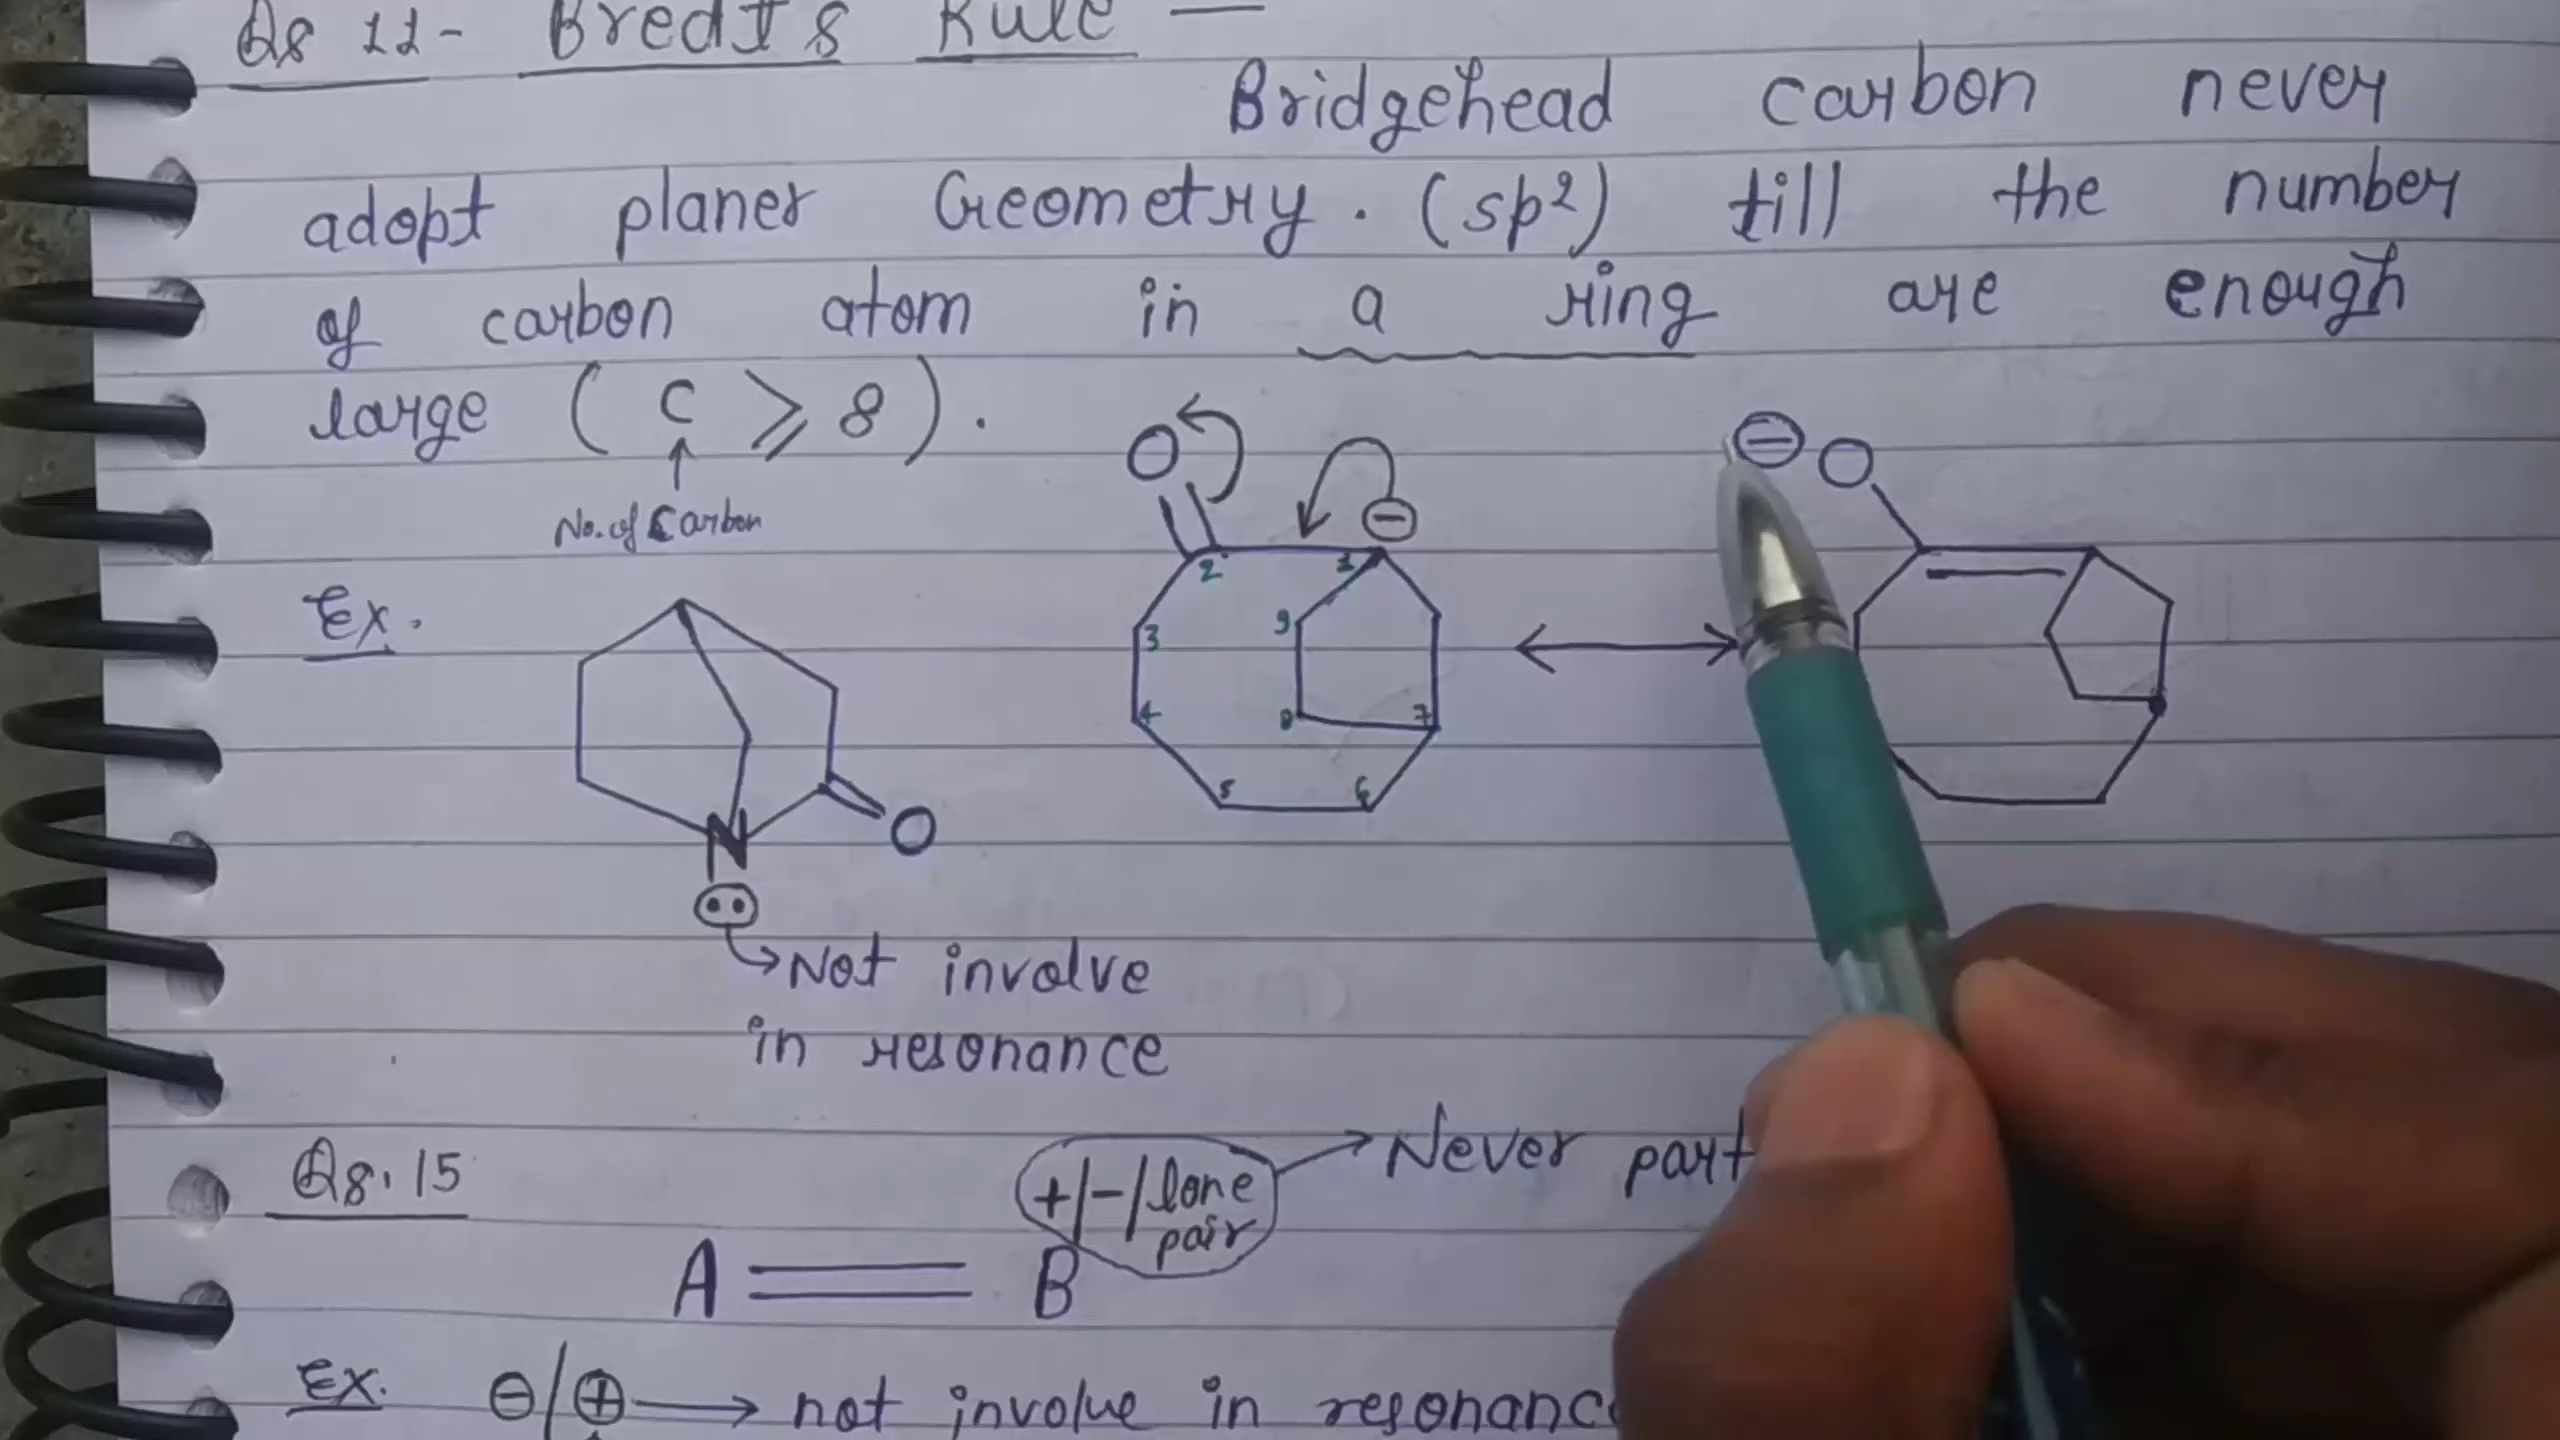 Qs 11- Bredt's Rule —
Bridgehead carbon never
adopt planer Geometry. (sp²) till the number
of carbon atom in a ring are enough
large (C ⩾ 8).
No. of Carbon
Ex.
O
⊖
2 1
3 9
4 8 7
5 6
⊖ O
N
O
Not involve
in resonance
Qs. 15
+/-/lone
pair
Never part
A B
Ex. ⊖/⊕ → not involve in resonanc